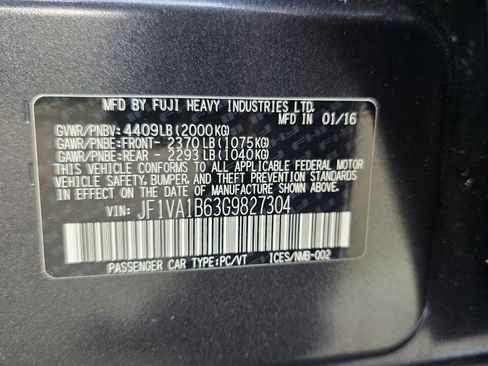 MFD BY FUJI HEAVY INDUSTRIES LTD.
MFD IN 01/16
GVWR/PNBV: 4409LB(2000KG)
GAWR/PNBE:FRONT- 2370LB(1075KG)
GAWR/PNBE:REAR - 2293LB(1040KG)
THIS VEHICLE CONFORMS TO ALL APPLICABLE FEDERAL MOTOR
VEHICLE SAFETY, BUMPER, AND THEFT PREVENTION STANDARDS
IN EFFECT ON THE DATE OF MANUFACTURE SHOWN ABOVE.
VIN: JF1VA1B63G9827304
PASSENGER CAR TYPE:PC/VT ICES/NMB-002